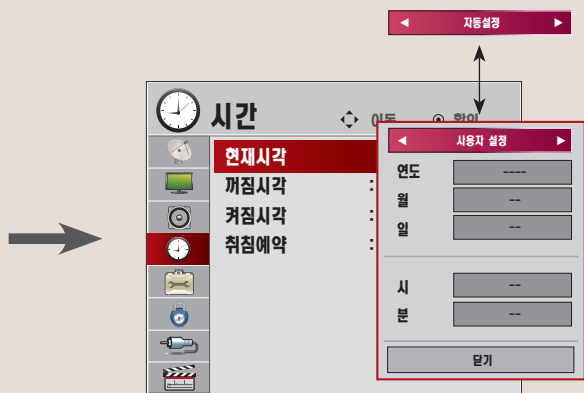 ◀ 자동설정 ▶
시간
이동 ⊙ 확인
현재시각
꺼짐시각 :
켜짐시각 :
취침예약 :
◀ 사용자 설정 ▶
연도 ----
월 --
일 --
시 --
분 --
닫기